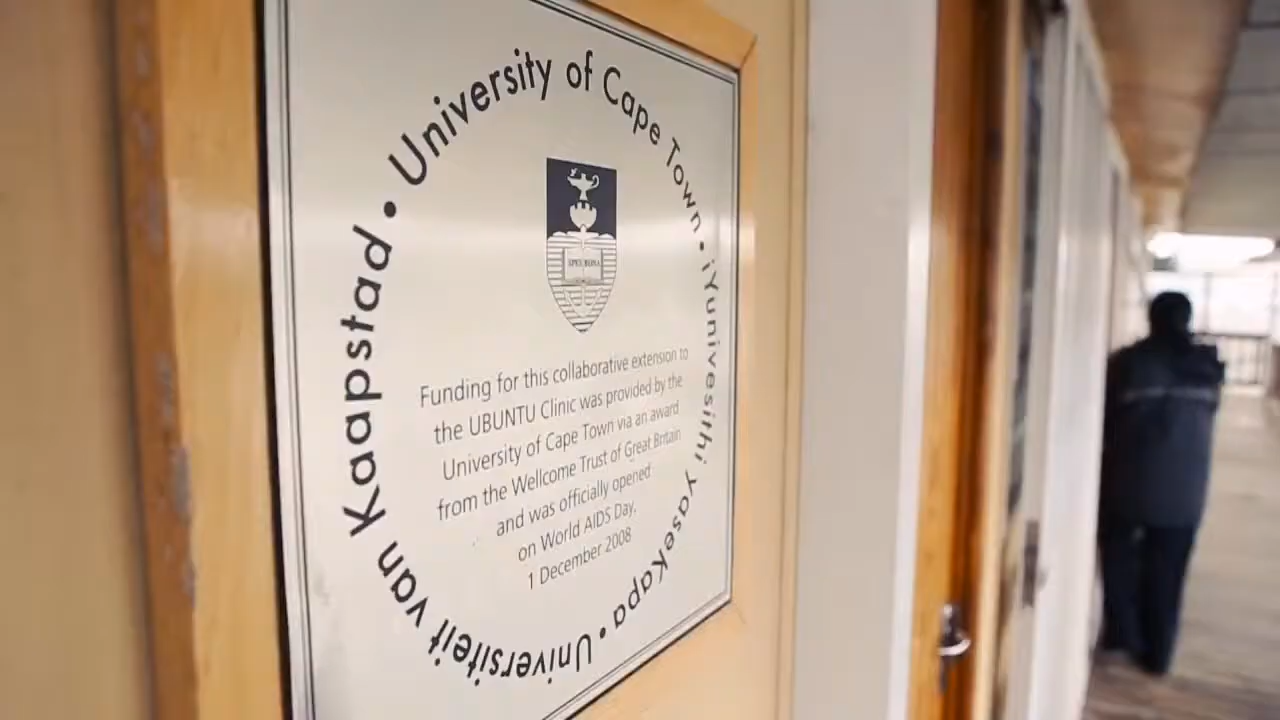 University of Cape Town • iYunivesithi yaseKapa • Universiteit van Kaapstad •
SPES BONA
Funding for this collaborative extension to
the UBUNTU Clinic was provided by the
University of Cape Town via an award
from the Wellcome Trust of Great Britain
and was officially opened
on World AIDS Day,
1 December 2008